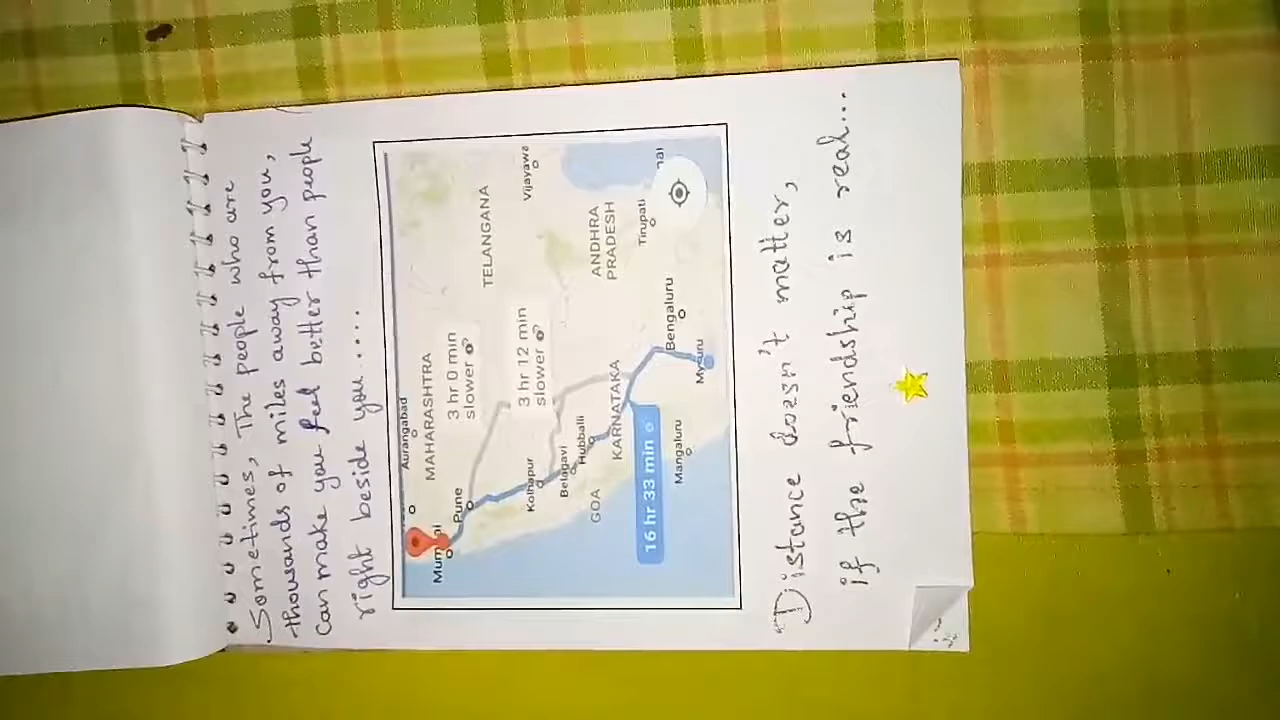 Sometimes, The people who are
thousands of miles away from you,
can make you feel better than people
right beside you.....
Aurangabad
MAHARASHTRA
Mumbai
Pune
3 hr 0 min
slower
TELANGANA
Kolhapur
3 hr 12 min
slower
Vijayawa
Belagavi
Hubballi
GOA
KARNATAKA
ANDHRA
PRADESH
16 hr 33 min
Tirupati
nai
Mangaluru
Bengaluru
Mysuru
"Distance doesn't matter,
if the friendship is real...